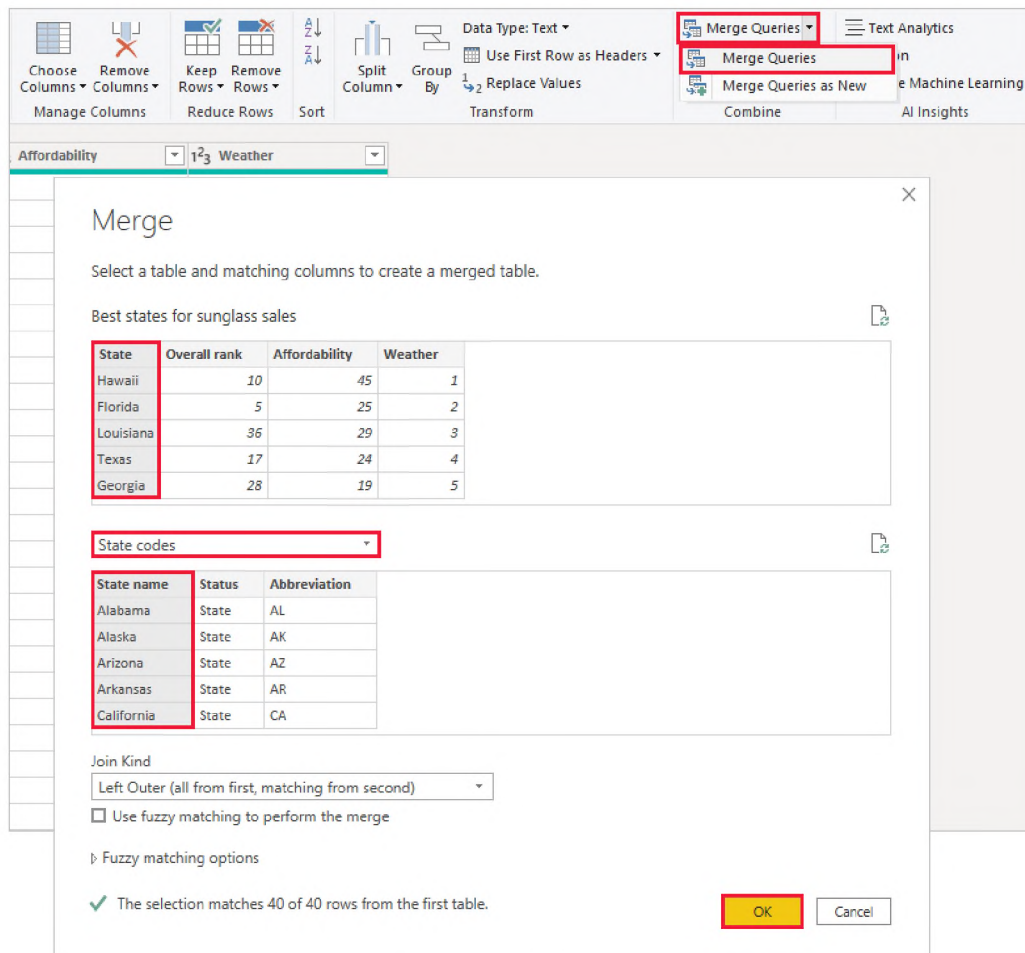 Choose Columns
Remove Columns
Manage Columns
Keep Rows
Remove Rows
Reduce Rows
A Z
Z A
Sort
Split Column
Group By
Data Type: Text
Use First Row as Headers
1 2 Replace Values
Transform
Merge Queries
Merge Queries
Merge Queries as New
Combine
Text Analytics
on
e Machine Learning
AI Insights
Affordability
123 Weather
Merge
Select a table and matching columns to create a merged table.
Best states for sunglass sales
State Overall rank Affordability Weather
Hawaii 10 45 1
Florida 5 25 2
Louisiana 36 29 3
Texas 17 24 4
Georgia 28 19 5
State codes
State name Status Abbreviation
Alabama State AL
Alaska State AK
Arizona State AZ
Arkansas State AR
California State CA
Join Kind
Left Outer (all from first, matching from second)
Use fuzzy matching to perform the merge
Fuzzy matching options
The selection matches 40 of 40 rows from the first table.
OK Cancel